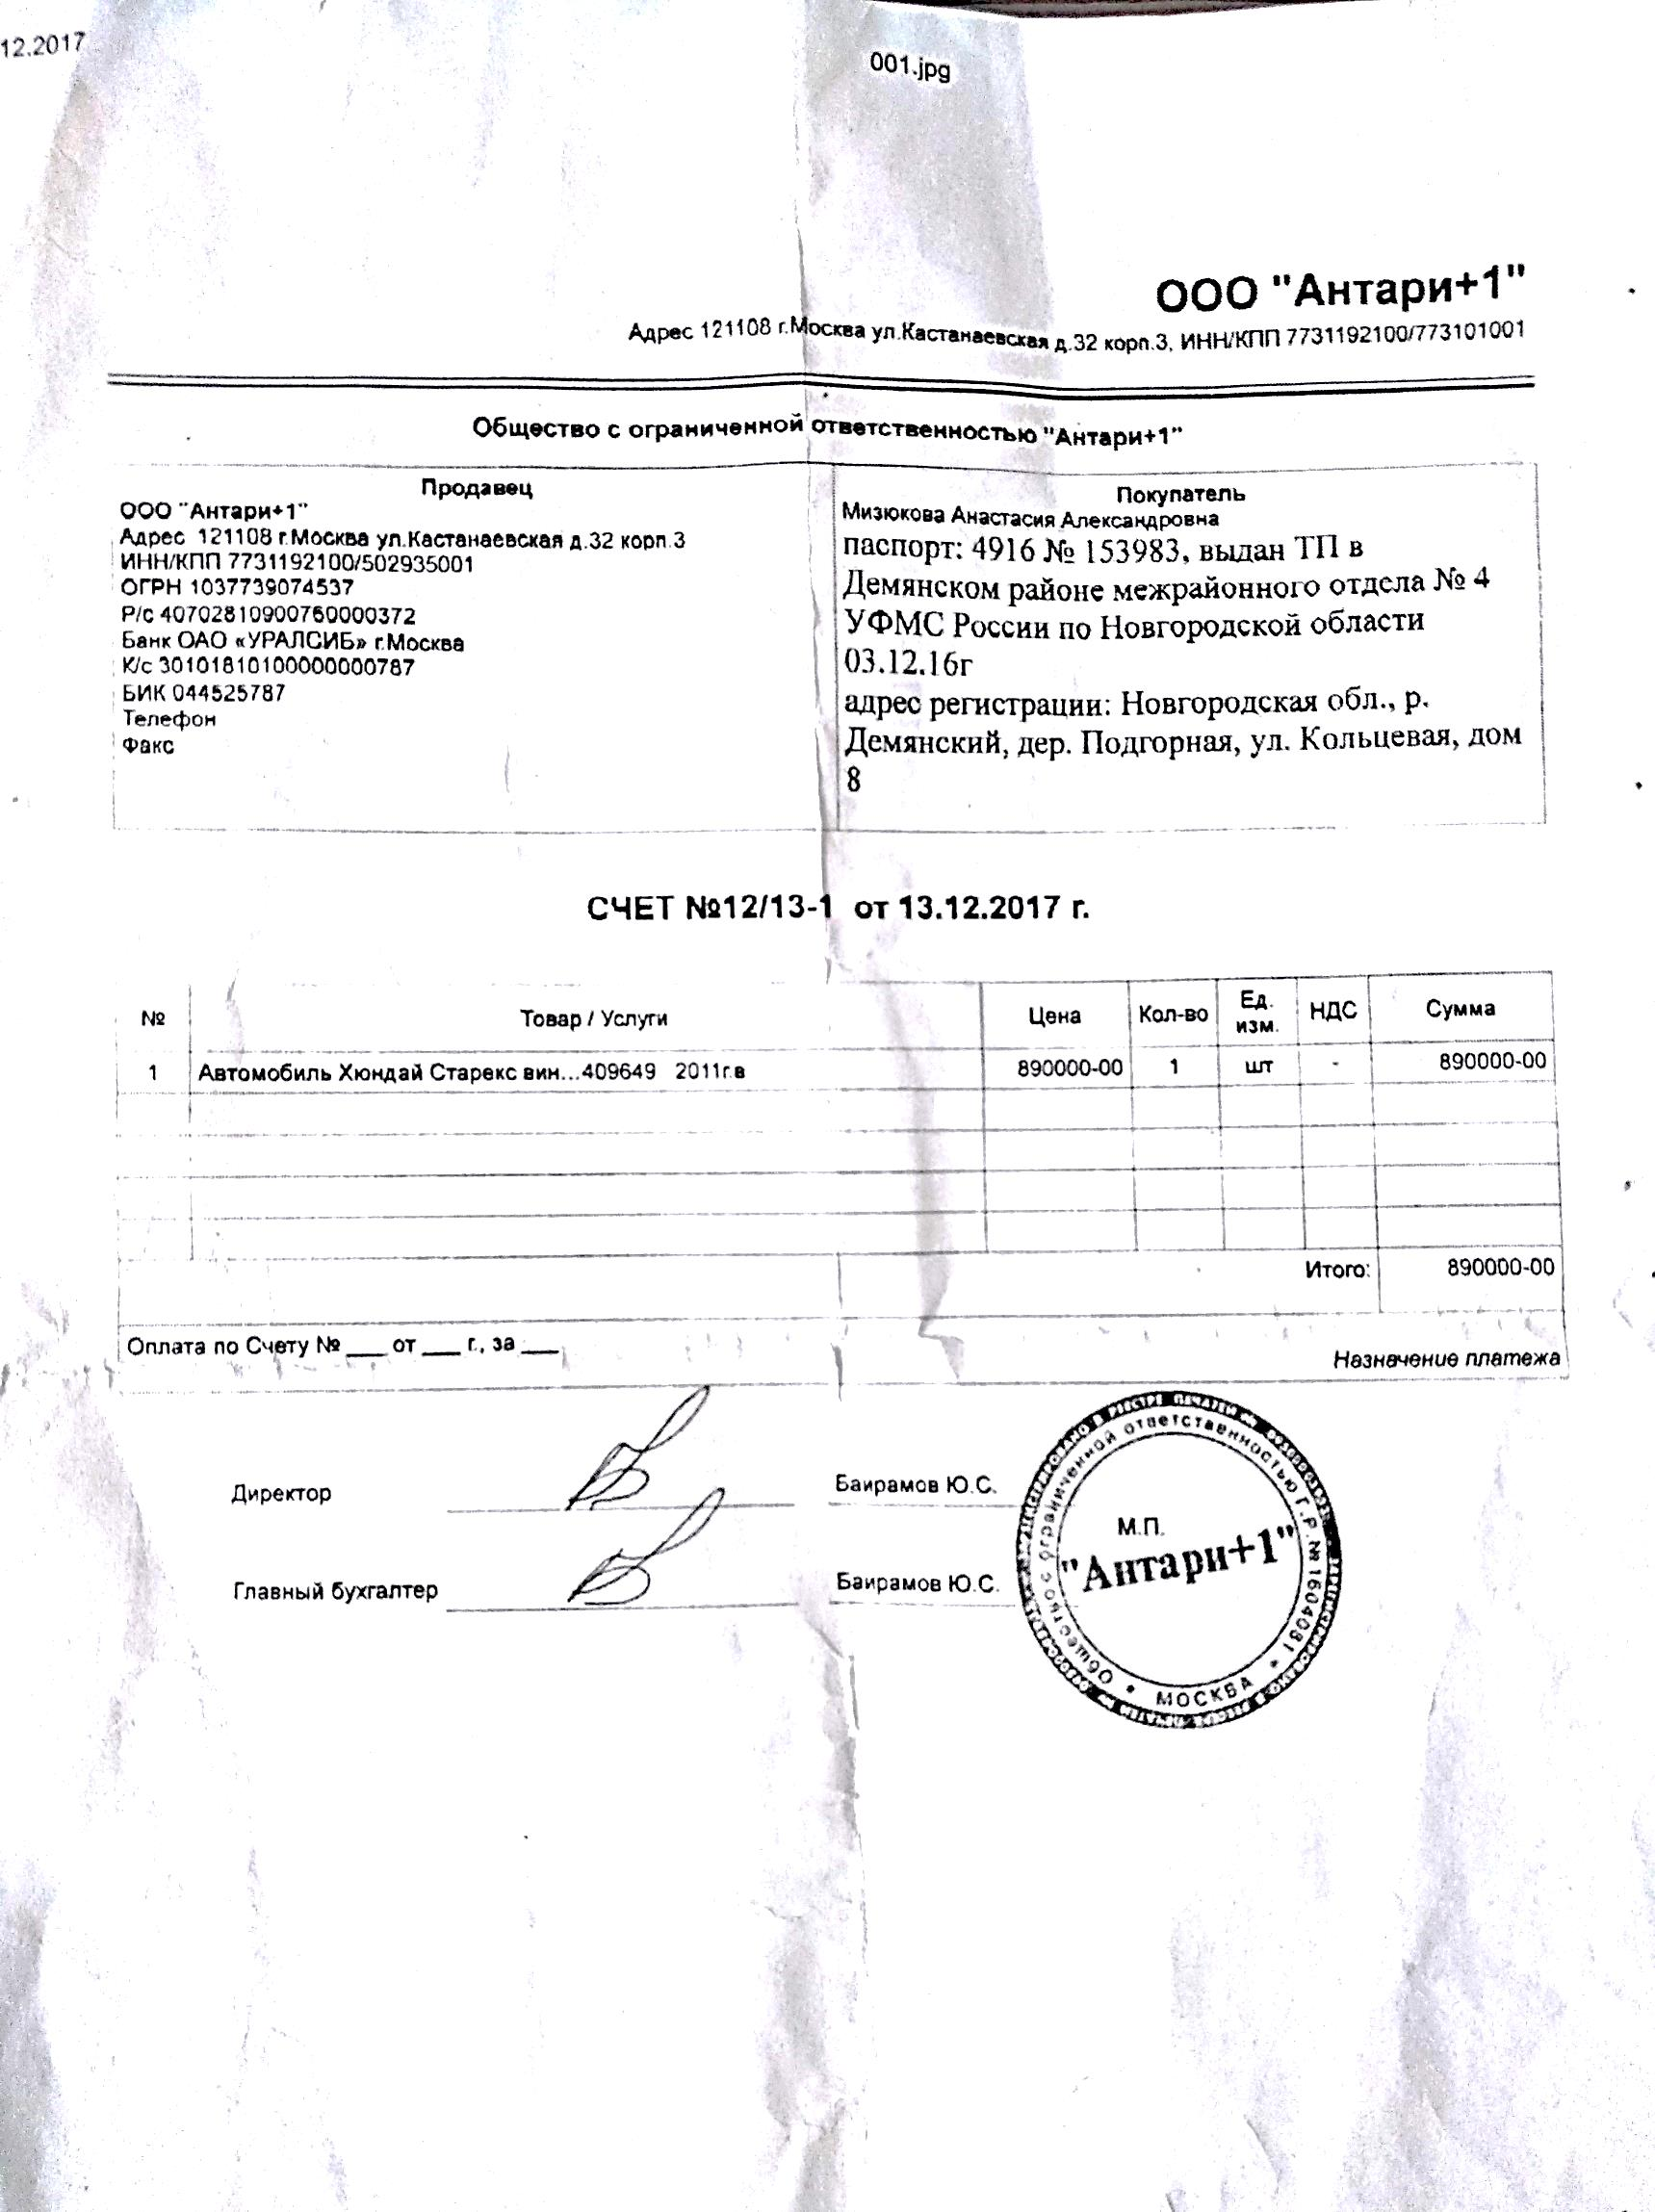 12.2017
001.jpg
ООО "Антари+1"
Адрес 121108 г.Москва ул.Кастанаевская д.32 корп.3, ИНН/КПП 7731192100/773101001
Общество с ограниченной ответственностью "Антари+1"
Продавец
ООО "Антари+1"
Адрес 121108 г.Москва ул.Кастанаевская д.32 корп.3
ИНН/КПП 7731192100/502935001
ОГРН 1037739074537
Р/с 40702810900760000372
Банк ОАО «УРАЛСИБ» г.Москва
К/с 30101810100000000787
БИК 044525787
Телефон
Факс
Покупатель
Мизюкова Анастасия Александровна
паспорт: 4916 № 153983, выдан ТП в
Демянском районе межрайонного отдела № 4
УФМС России по Новгородской области
03.12.16г
адрес регистрации: Новгородская обл., р.
Демянский, дер. Подгорная, ул. Кольцевая, дом
8
СЧЕТ №12/13-1 от 13.12.2017 г.
№ Товар / Услуги Цена Кол-во Ед. изм. НДС Сумма
1 Автомобиль Хюндай Старекс вин...409649 2011г.в 890000-00 1 шт - 890000-00
Итого: 890000-00
Оплата по Счету № ___ от ___ г., за ___
Назначение платежа
Директор Баирамов Ю.С.
Главный бухгалтер Баирамов Ю.С.
М.П.
"Антари+1"
Общество с ограниченной ответственностью Г.Р. № 1604081
МОСКВА